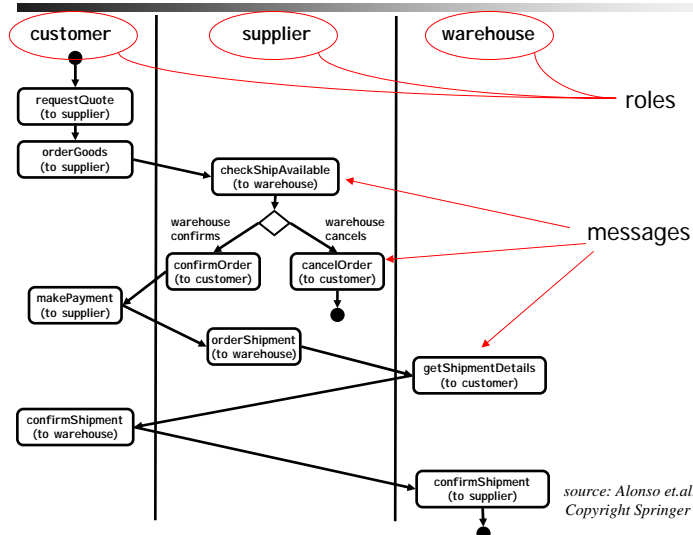 customer
supplier
warehouse
requestQuote
(to supplier)
roles
orderGoods
(to supplier)
checkShipAvailable
(to warehouse)
warehouse
confirms
warehouse
cancels
messages
confirmOrder
(to customer)
cancelOrder
(to customer)
makePayment
(to supplier)
orderShipment
(to warehouse)
getShipmentDetails
(to customer)
confirmShipment
(to warehouse)
confirmShipment
(to supplier)
source: Alonso et.al.
Copyright Springer